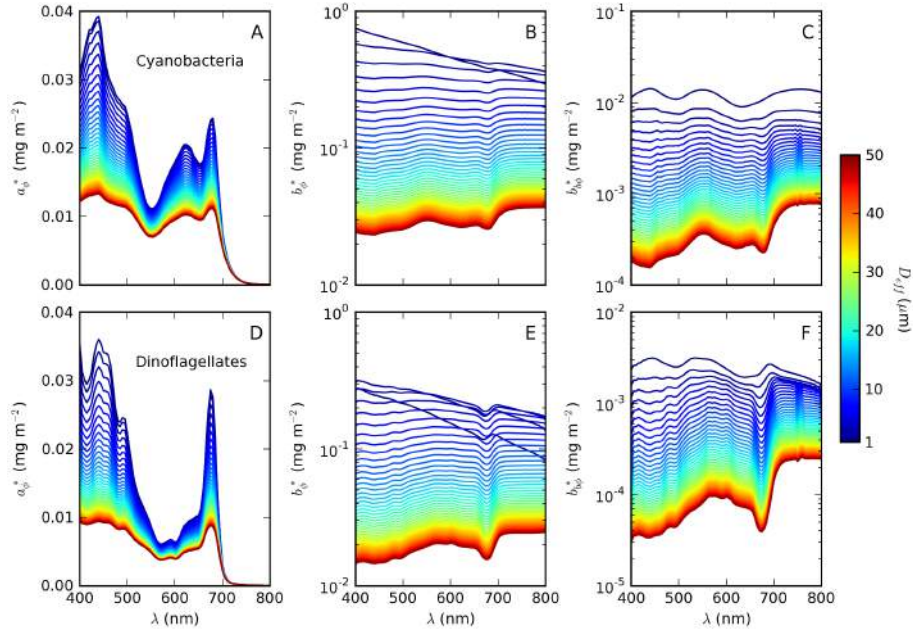 0.04
0.03
0.02
0.01
0.00
a*ϕ (mg m⁻²)
A
Cyanobacteria
10⁰
10⁻¹
10⁻²
b*ϕ (mg m⁻²)
B
10⁻¹
10⁻²
10⁻³
10⁻⁴
b*bϕ (mg m⁻²)
C
0.04
0.03
0.02
0.01
0.00
a*ϕ (mg m⁻²)
D
Dinoflagellates
400 500 600 700 800
λ (nm)
10⁰
10⁻¹
10⁻²
b*ϕ (mg m⁻²)
E
400 500 600 700 800
λ (nm)
10⁻¹
10⁻²
10⁻³
10⁻⁴
10⁻⁵
b*bϕ (mg m⁻²)
F
400 500 600 700 800
λ (nm)
50
40
30
20
10
1
D_eff (μm)